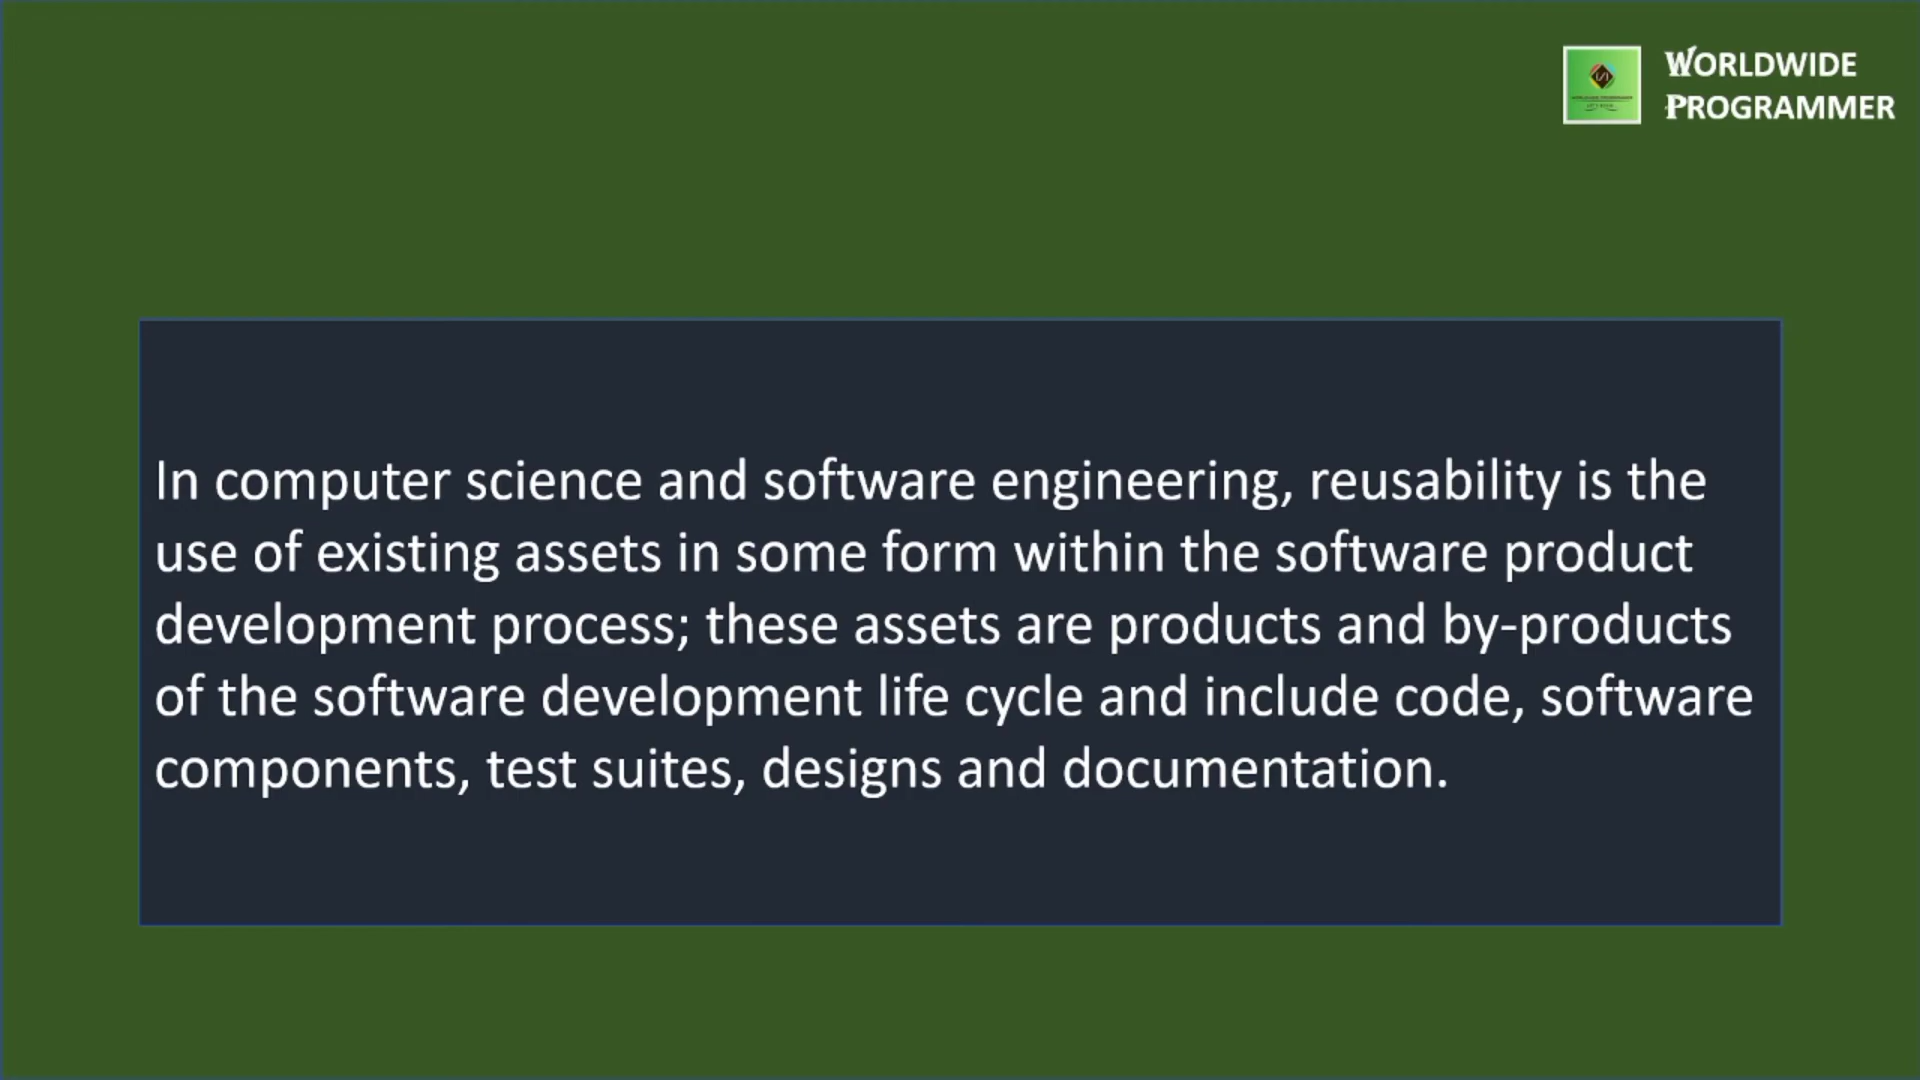 WORLDWIDE
PROGRAMMER
In computer science and software engineering, reusability is the
use of existing assets in some form within the software product
development process; these assets are products and by-products
of the software development life cycle and include code, software
components, test suites, designs and documentation.